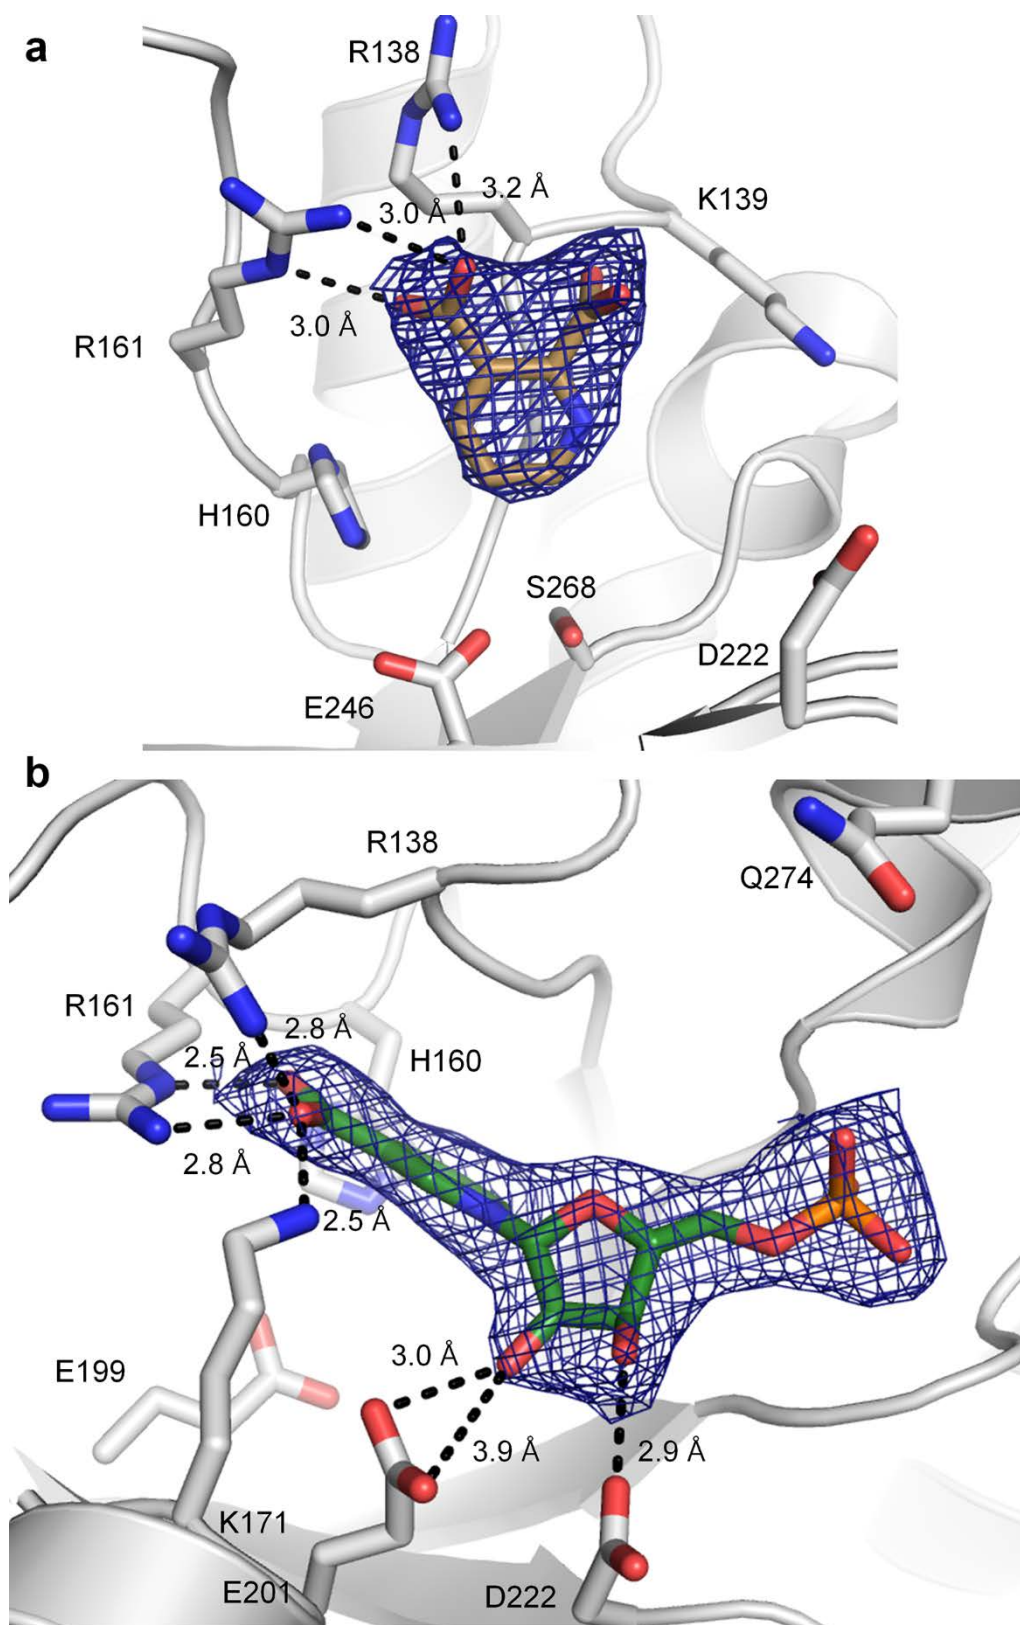 a
R138
3.2 Å
K139
3.0 Å
3.0 Å
R161
H160
S268
D222
E246
b
R138
Q274
R161
2.8 Å
2.5 Å
H160
2.8 Å
2.5 Å
3.0 Å
E199
3.9 Å
2.9 Å
K171
E201
D222